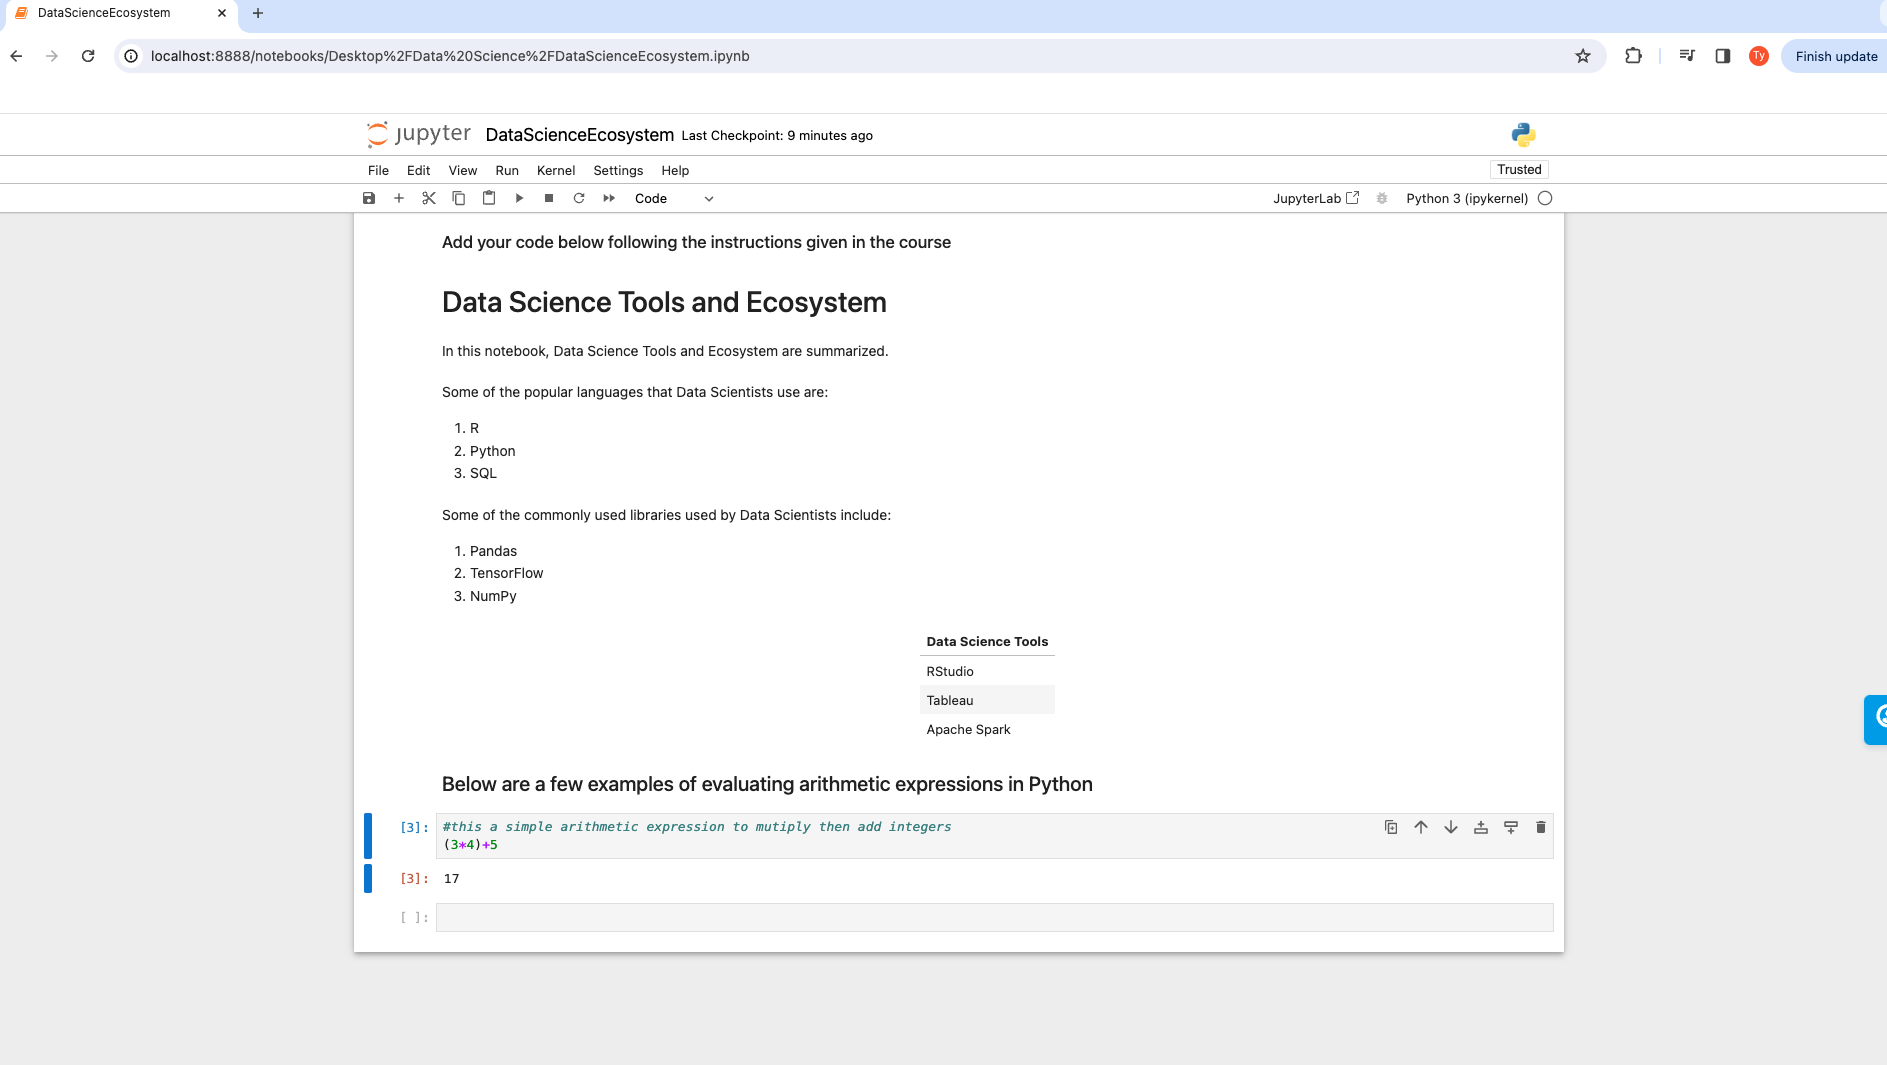 DataScienceEcosystem
localhost:8888/notebooks/Desktop%2FData%20Science%2FDataScienceEcosystem.ipynb
Ty
Finish update
jupyter DataScienceEcosystem Last Checkpoint: 9 minutes ago
File Edit View Run Kernel Settings Help
Trusted
Code
JupyterLab
Python 3 (ipykernel)
Add your code below following the instructions given in the course
Data Science Tools and Ecosystem
In this notebook, Data Science Tools and Ecosystem are summarized.
Some of the popular languages that Data Scientists use are:
1. R
2. Python
3. SQL
Some of the commonly used libraries used by Data Scientists include:
1. Pandas
2. TensorFlow
3. NumPy
Data Science Tools
RStudio
Tableau
Apache Spark
Below are a few examples of evaluating arithmetic expressions in Python
[3]: #this a simple arithmetic expression to mutiply then add integers
(3*4)+5
[3]: 17
[ ]: